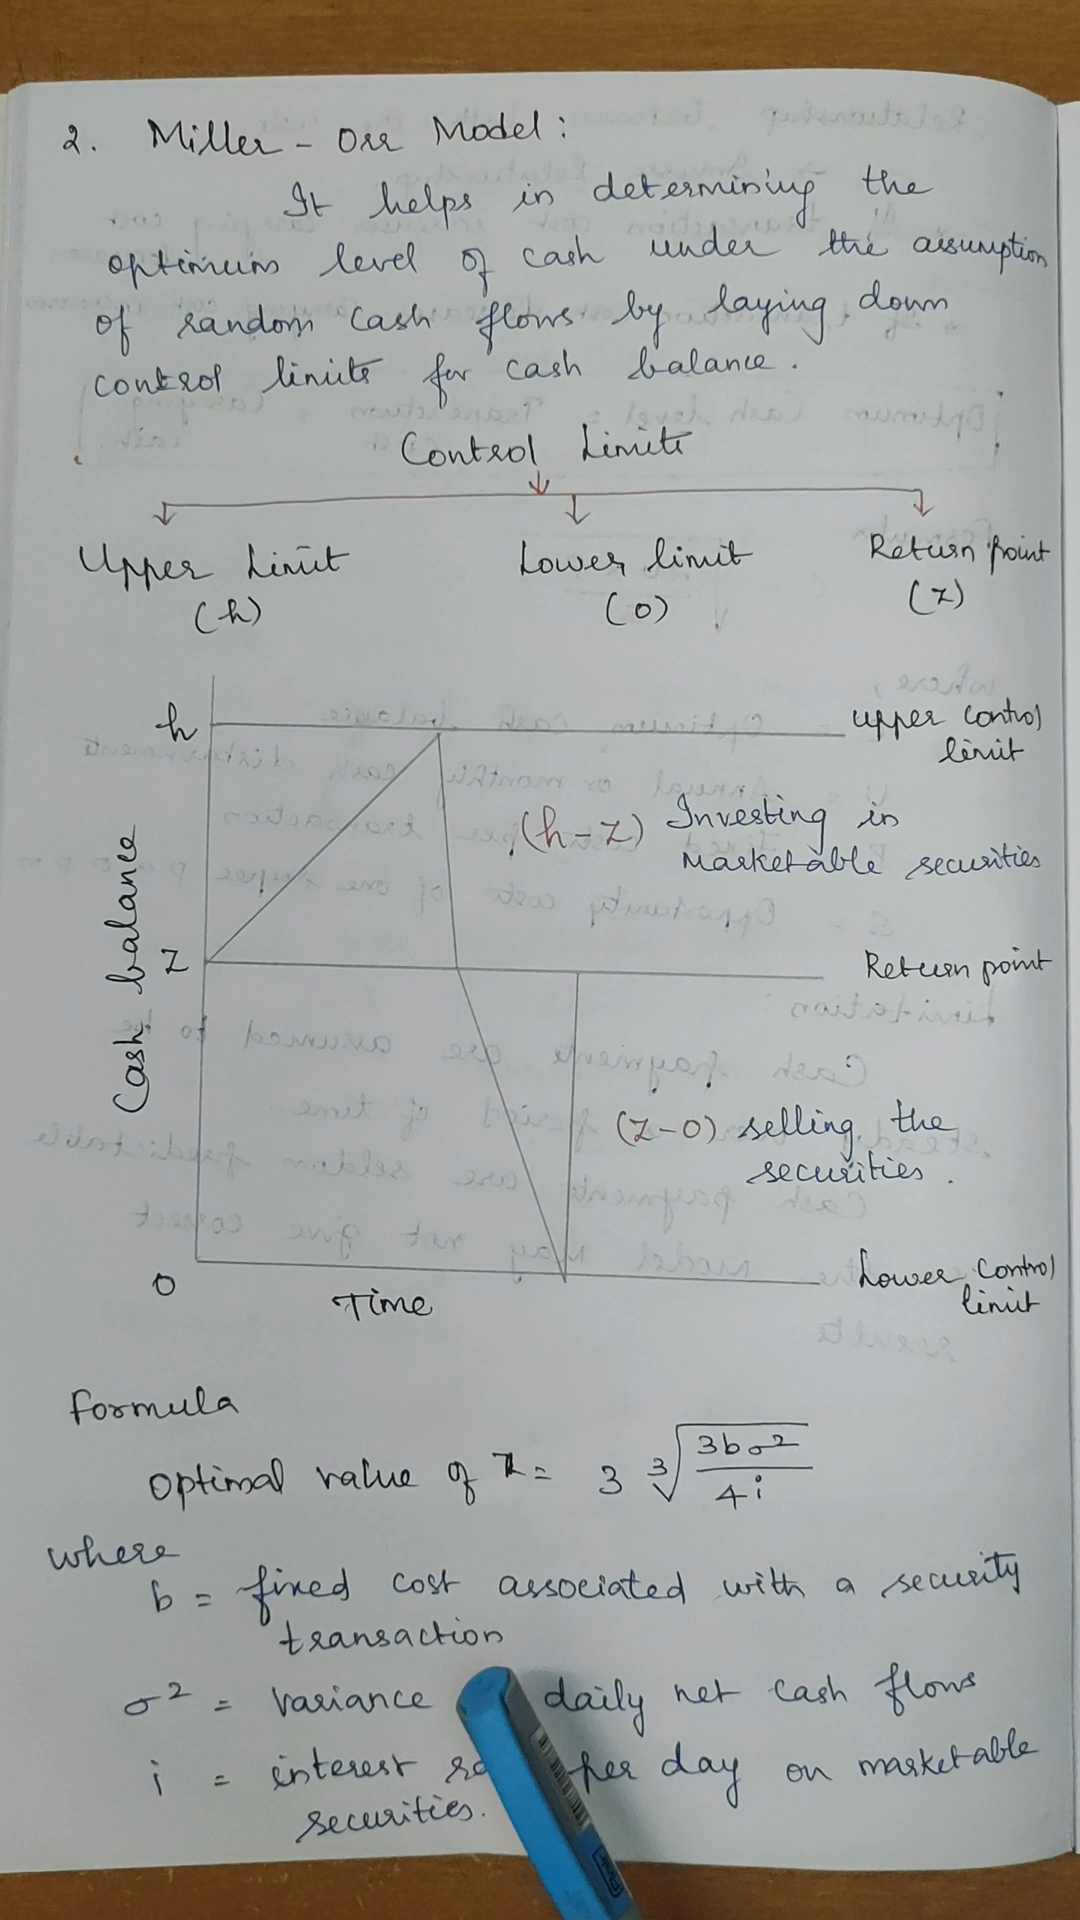 2. Miller - Orr Model:
It helps in determining the
optimum level of cash under the assumption
of random cash flows by laying down
control limits for cash balance.
Control Limits
Upper Limit Lower limit Return point
(h) (0) (Z)
h
upper control
limit
(h-Z) Investing in
Marketable securities
Cash balance
Z
Return point
(Z-0) selling the
securities.
0
Time
Lower control
limit
Formula
Optimal value of Z = 3 ∛(3bσ²/4i)
where
b = fixed cost associated with a security
transaction
σ² = variance daily net cash flows
i = interest per day on marketable
securities.